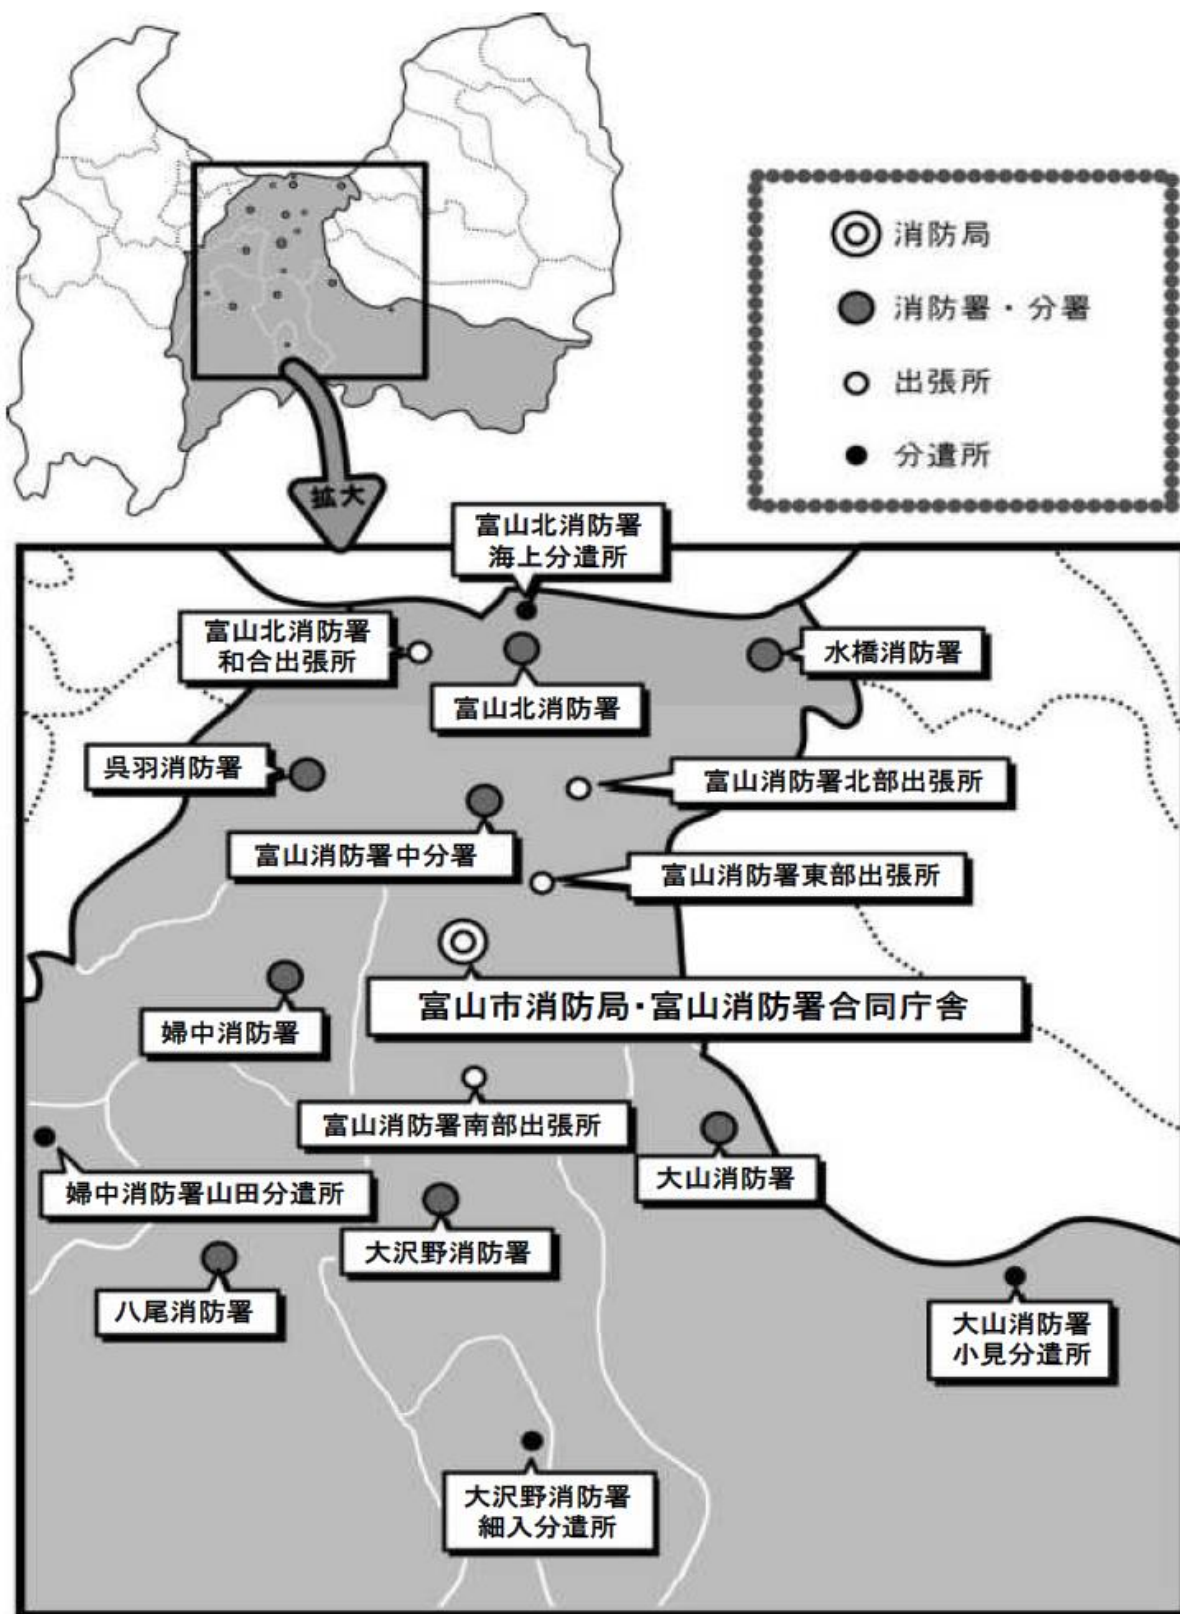 消防局
消防署・分署
出張所
分遣所
拡大
富山北消防署
海上分遣所
富山北消防署
和合出張所
水橋消防署
富山北消防署
呉羽消防署
富山消防署北部出張所
富山消防署中分署
富山消防署東部出張所
富山市消防局・富山消防署合同庁舎
婦中消防署
富山消防署南部出張所
大山消防署
婦中消防署山田分遣所
大沢野消防署
八尾消防署
大山消防署
小見分遣所
大沢野消防署
細入分遣所